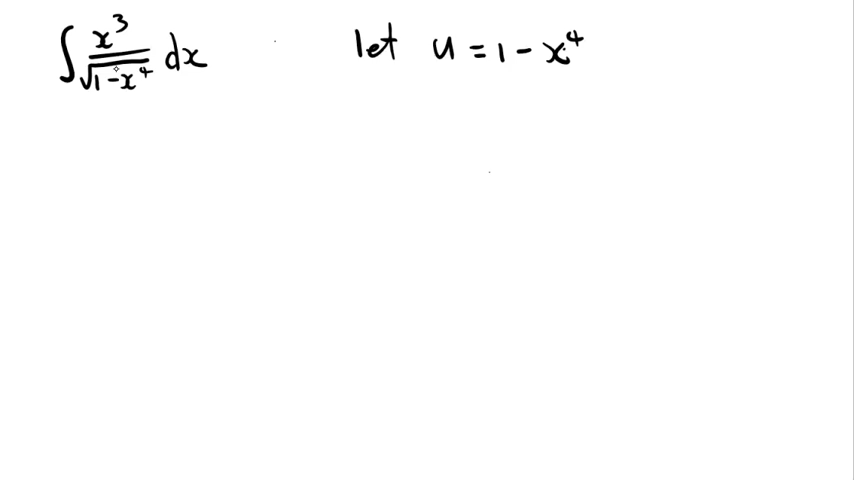 ∫ x³/√(1-x⁴) dx let u = 1 - x⁴